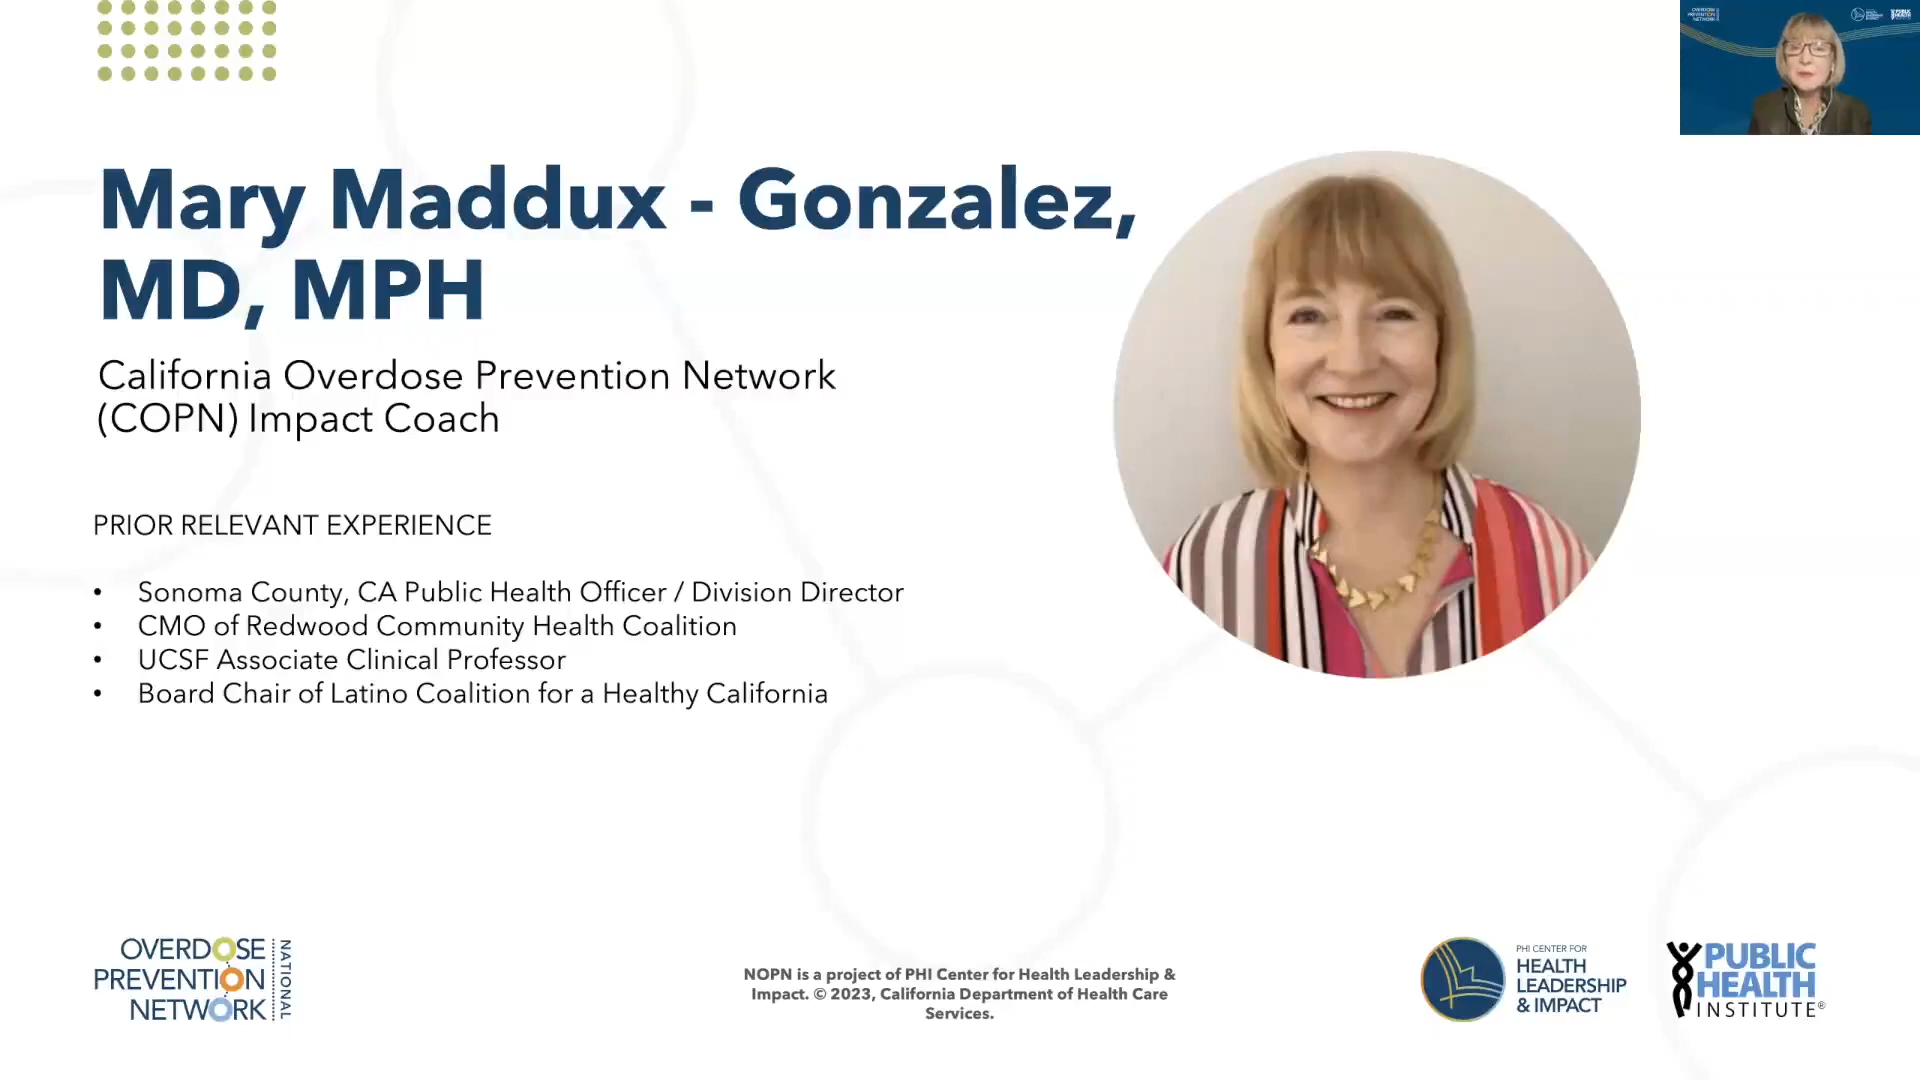 Mary Maddux - Gonzalez,
MD, MPH
California Overdose Prevention Network
(COPN) Impact Coach
PRIOR RELEVANT EXPERIENCE
• Sonoma County, CA Public Health Officer / Division Director
• CMO of Redwood Community Health Coalition
• UCSF Associate Clinical Professor
• Board Chair of Latino Coalition for a Healthy California
OVERDOSE
PREVENTION
NETWORK
NATIONAL
NOPN is a project of PHI Center for Health Leadership &
Impact. © 2023, California Department of Health Care
Services.
PHI CENTER FOR
HEALTH
LEADERSHIP
& IMPACT
PUBLIC
HEALTH
INSTITUTE®